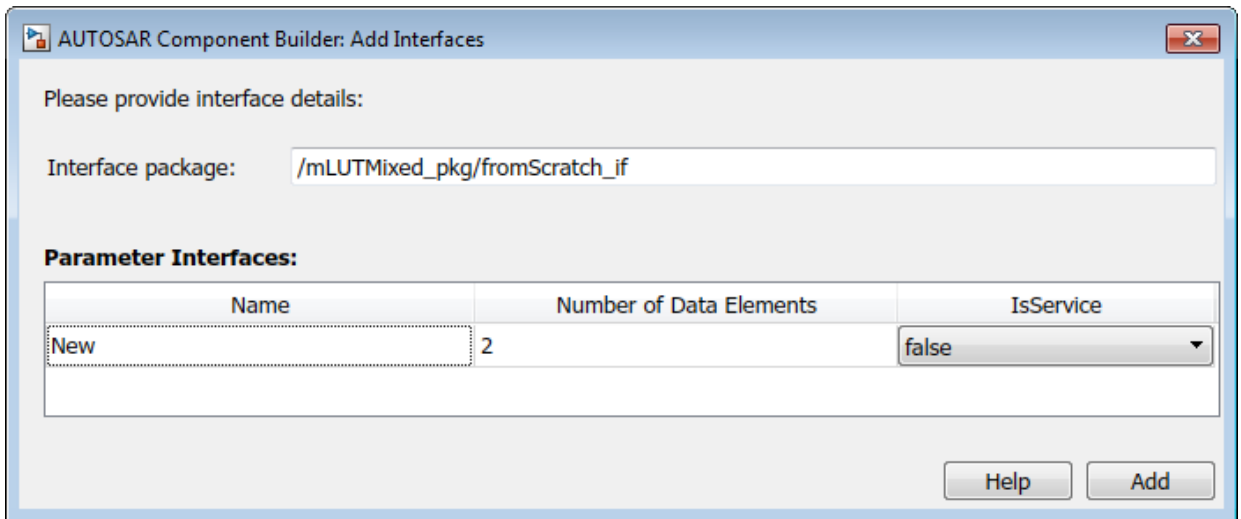 AUTOSAR Component Builder: Add Interfaces
Please provide interface details:
Interface package: /mLUTMixed_pkg/fromScratch_if
Parameter Interfaces:
Name Number of Data Elements IsService
New 2 false
Help Add